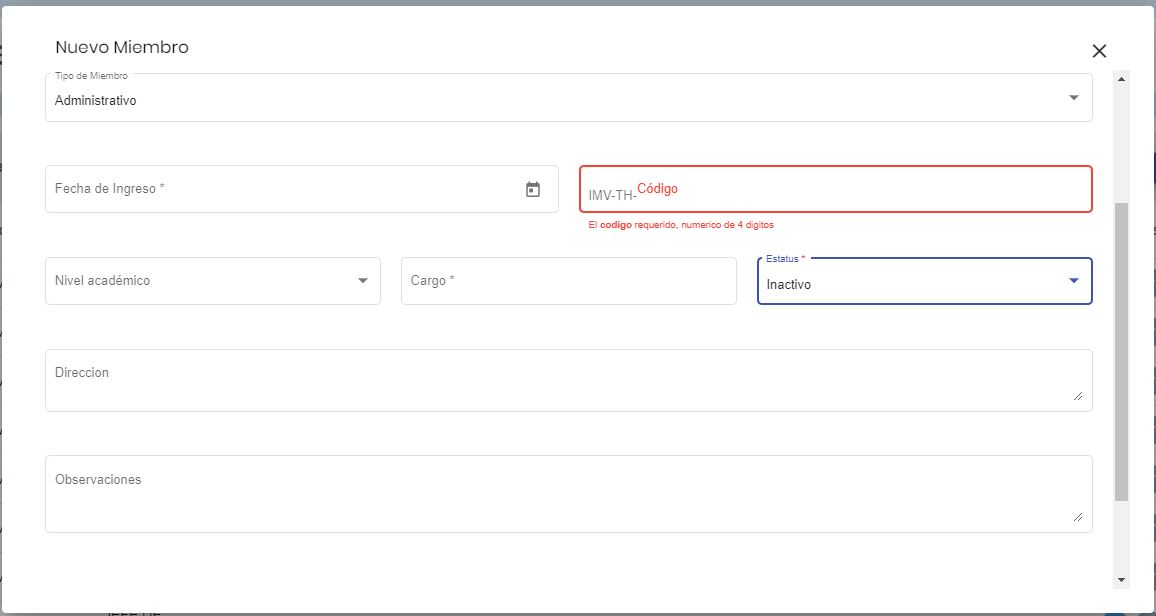 Nuevo Miembro
Tipo de Miembro
Administrativo
Fecha de Ingreso *
IMV-TH- Código
El codigo requerido, numerico de 4 digitos
Nivel académico
Cargo *
Estatus *
Inactivo
Direccion
Observaciones